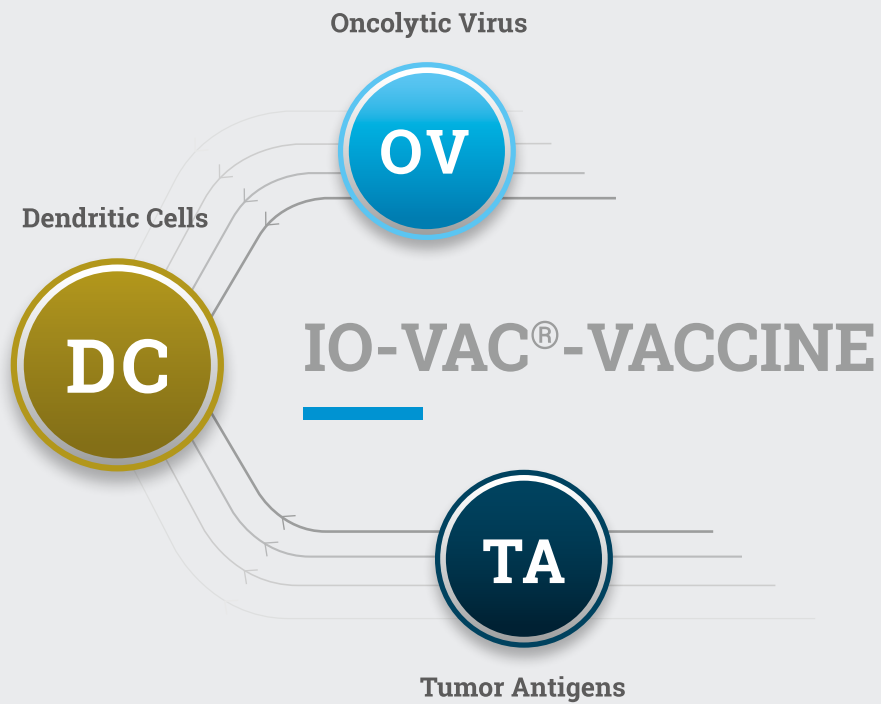 Oncolytic Virus
OV
Dendritic Cells
DC
IO-VAC®-VACCINE
TA
Tumor Antigens